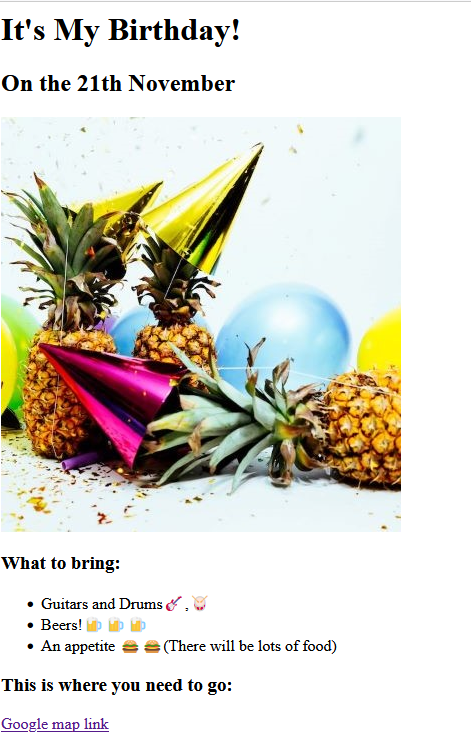 It's My Birthday!
On the 21th November
What to bring:
Guitars and Drums🎸, 🥁
Beers! 🍺 🍺 🍺
An appetite 🍔 🍔 (There will be lots of food)
This is where you need to go:
Google map link